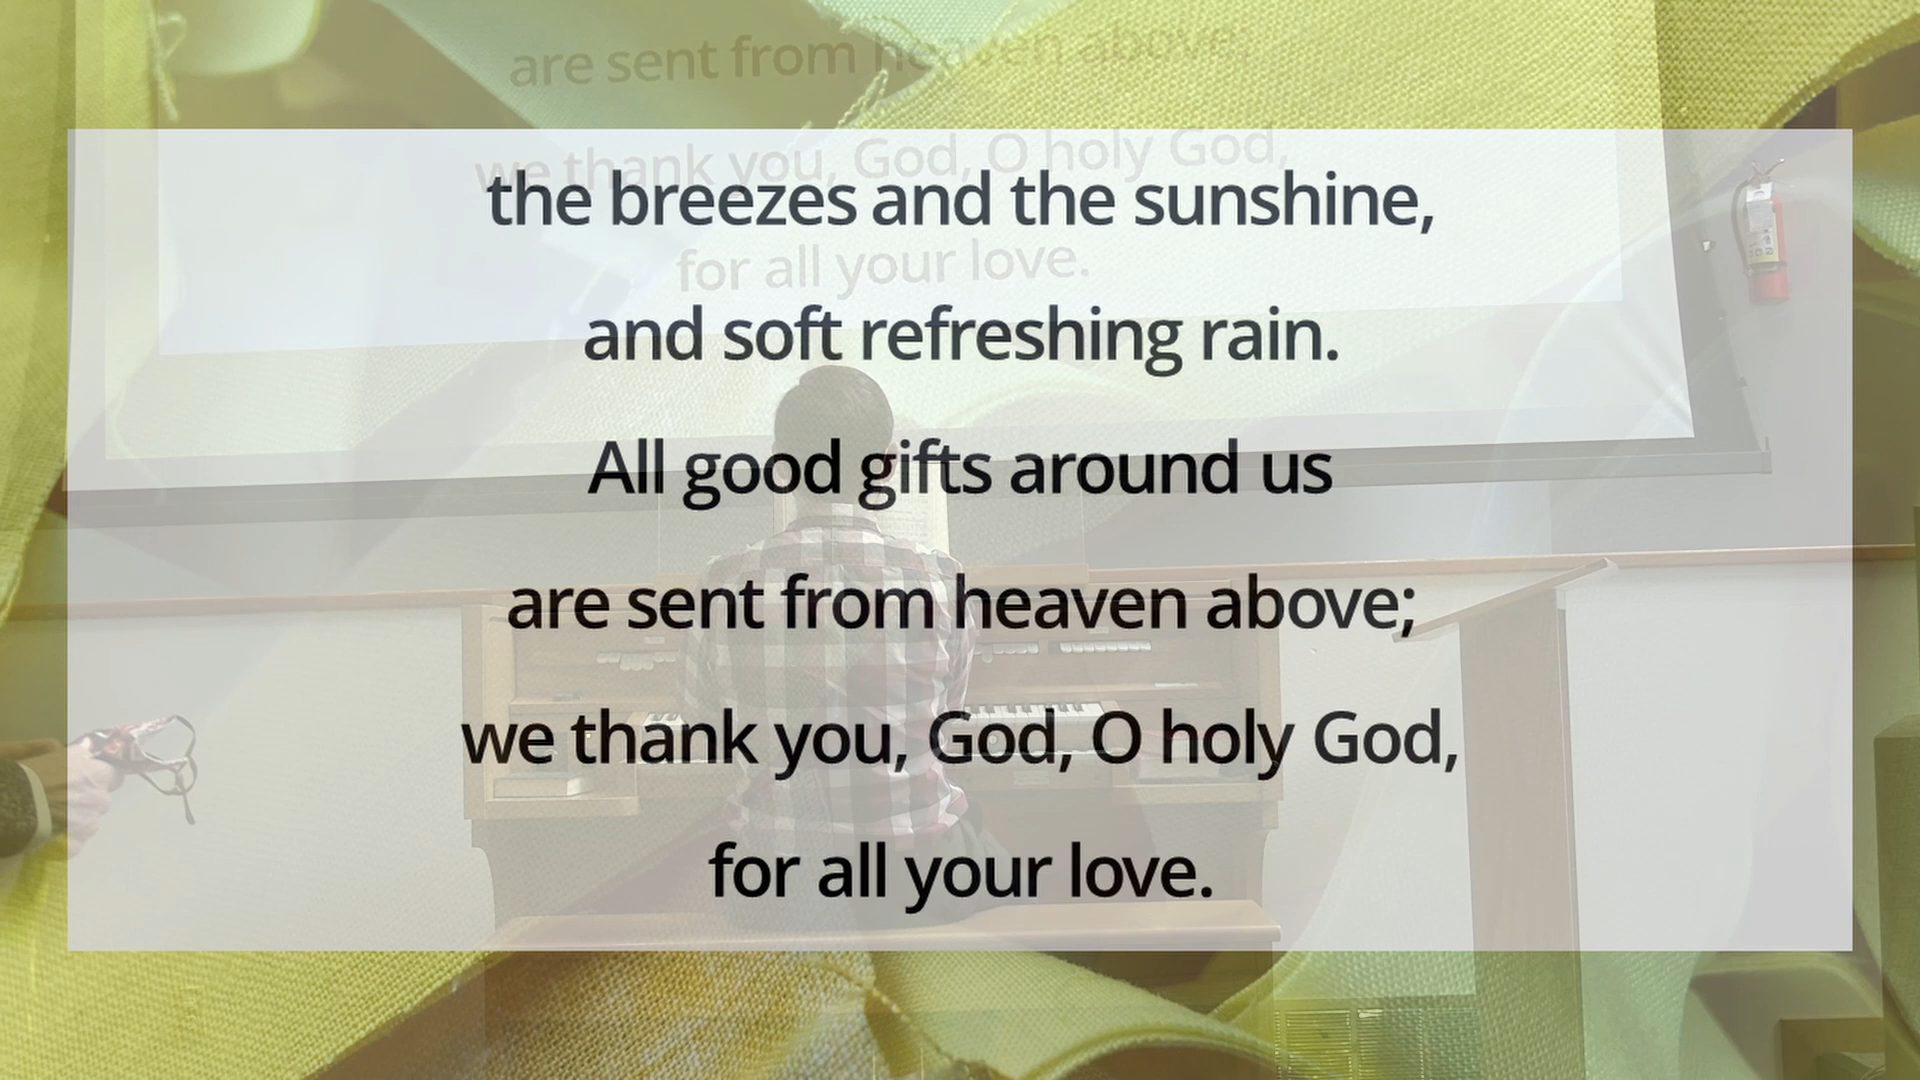 are sent from heaven above;
we thank you, God, O holy God,
the breezes and the sunshine,
for all your love.
and soft refreshing rain.
All good gifts around us
are sent from heaven above;
we thank you, God, O holy God,
for all your love.